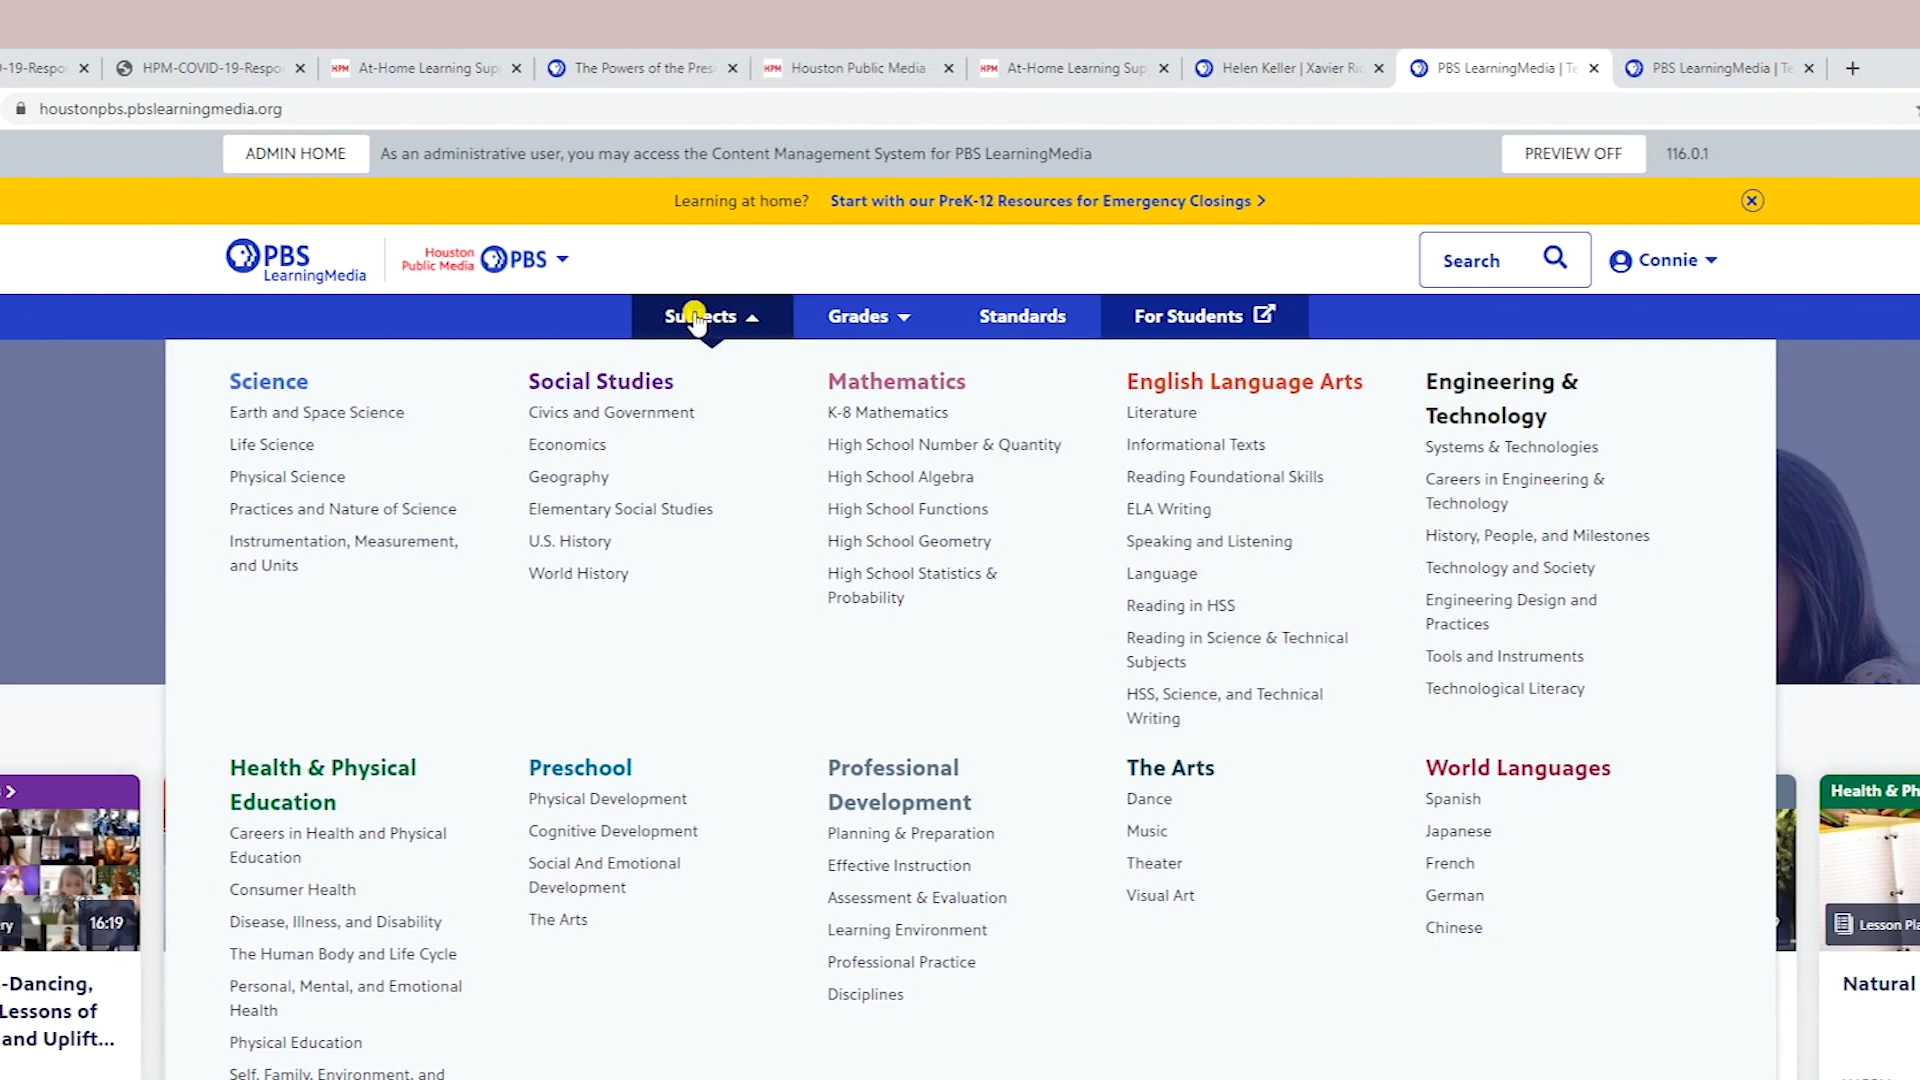 -19-Respo
HPM-COVID-19-Respo
At-Home Learning Sup
The Powers of the Pres
Houston Public Media
At-Home Learning Sup
Helen Keller | Xavier Ri
PBS LearningMedia | Te
PBS LearningMedia | Te
houstonpbs.pbslearningmedia.org
ADMIN HOME
As an administrative user, you may access the Content Management System for PBS LearningMedia
PREVIEW OFF
116.0.1
Learning at home?
Start with our PreK-12 Resources for Emergency Closings >
PBS
LearningMedia
Houston
Public Media
PBS
Search
Connie
Subjects
Grades
Standards
For Students
Science
Earth and Space Science
Life Science
Physical Science
Practices and Nature of Science
Instrumentation, Measurement,
and Units
Social Studies
Civics and Government
Economics
Geography
Elementary Social Studies
U.S. History
World History
Mathematics
K-8 Mathematics
High School Number & Quantity
High School Algebra
High School Functions
High School Geometry
High School Statistics &
Probability
English Language Arts
Literature
Informational Texts
Reading Foundational Skills
ELA Writing
Speaking and Listening
Language
Reading in HSS
Reading in Science & Technical
Subjects
HSS, Science, and Technical
Writing
Engineering &
Technology
Systems & Technologies
Careers in Engineering &
Technology
History, People, and Milestones
Technology and Society
Engineering Design and
Practices
Tools and Instruments
Technological Literacy
Health & Physical
Education
Careers in Health and Physical
Education
Consumer Health
Disease, Illness, and Disability
The Human Body and Life Cycle
Personal, Mental, and Emotional
Health
Physical Education
Self, Family, Environment, and
Preschool
Physical Development
Cognitive Development
Social And Emotional
Development
The Arts
Professional
Development
Planning & Preparation
Effective Instruction
Assessment & Evaluation
Learning Environment
Professional Practice
Disciplines
The Arts
Dance
Music
Theater
Visual Art
World Languages
Spanish
Japanese
French
German
Chinese
ry
16:19
-Dancing,
Lessons of
and Uplift...
Health & Ph
Lesson Pla
Natural